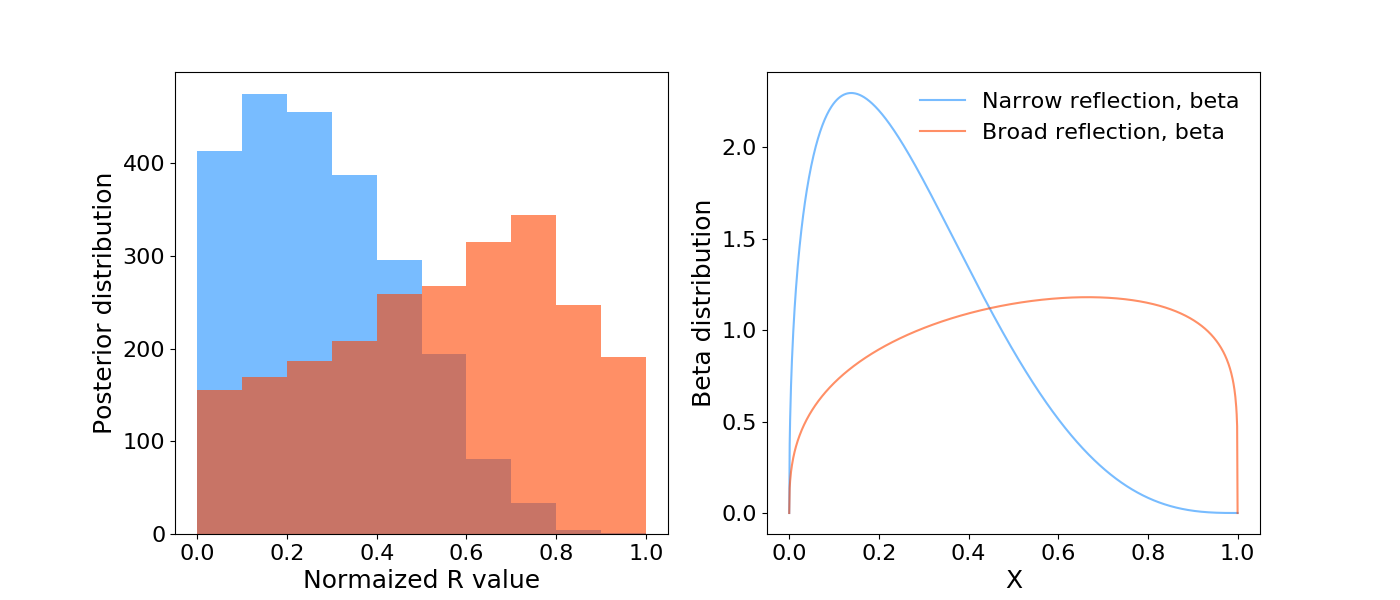 Posterior distribution
400
300
200
100
0
0.0 0.2 0.4 0.6 0.8 1.0
Normaized R value
Beta distribution
2.0
1.5
1.0
0.5
0.0
0.0 0.2 0.4 0.6 0.8 1.0
X
Narrow reflection, beta
Broad reflection, beta